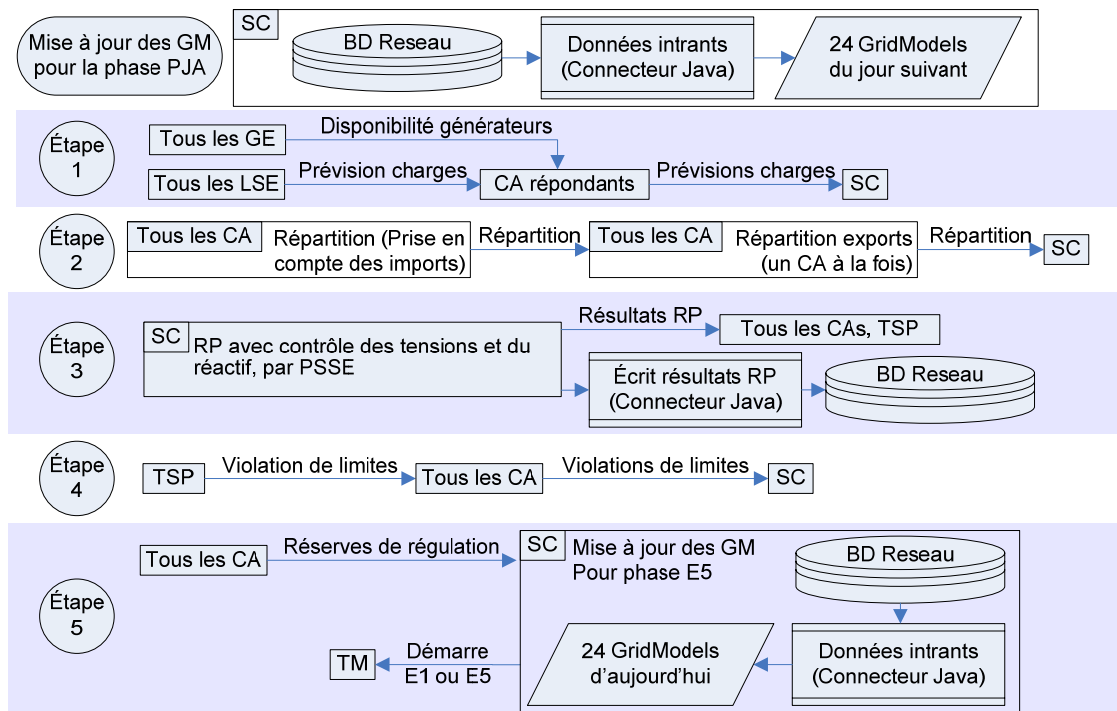 Mise à jour des GM
pour la phase PJA
SC
BD Reseau
Données intrants
(Connecteur Java)
24 GridModels
du jour suivant
Étape
1
Tous les GE
Disponibilité générateurs
Tous les LSE
Prévision charges
CA répondants
Prévisions charges
SC
Étape
2
Tous les CA
Répartition (Prise en
compte des imports)
Répartition
Tous les CA
Répartition exports
(un CA à la fois)
Répartition
SC
Étape
3
SC
RP avec contrôle des tensions et du
réactif, par PSSE
Résultats RP
Tous les CAs, TSP
Écrit résultats RP
(Connecteur Java)
BD Reseau
Étape
4
TSP
Violation de limites
Tous les CA
Violations de limites
SC
Étape
5
Tous les CA
Réserves de régulation
SC
Mise à jour des GM
Pour phase E5
BD Reseau
Données intrants
(Connecteur Java)
24 GridModels
d'aujourd'hui
Démarre
E1 ou E5
TM